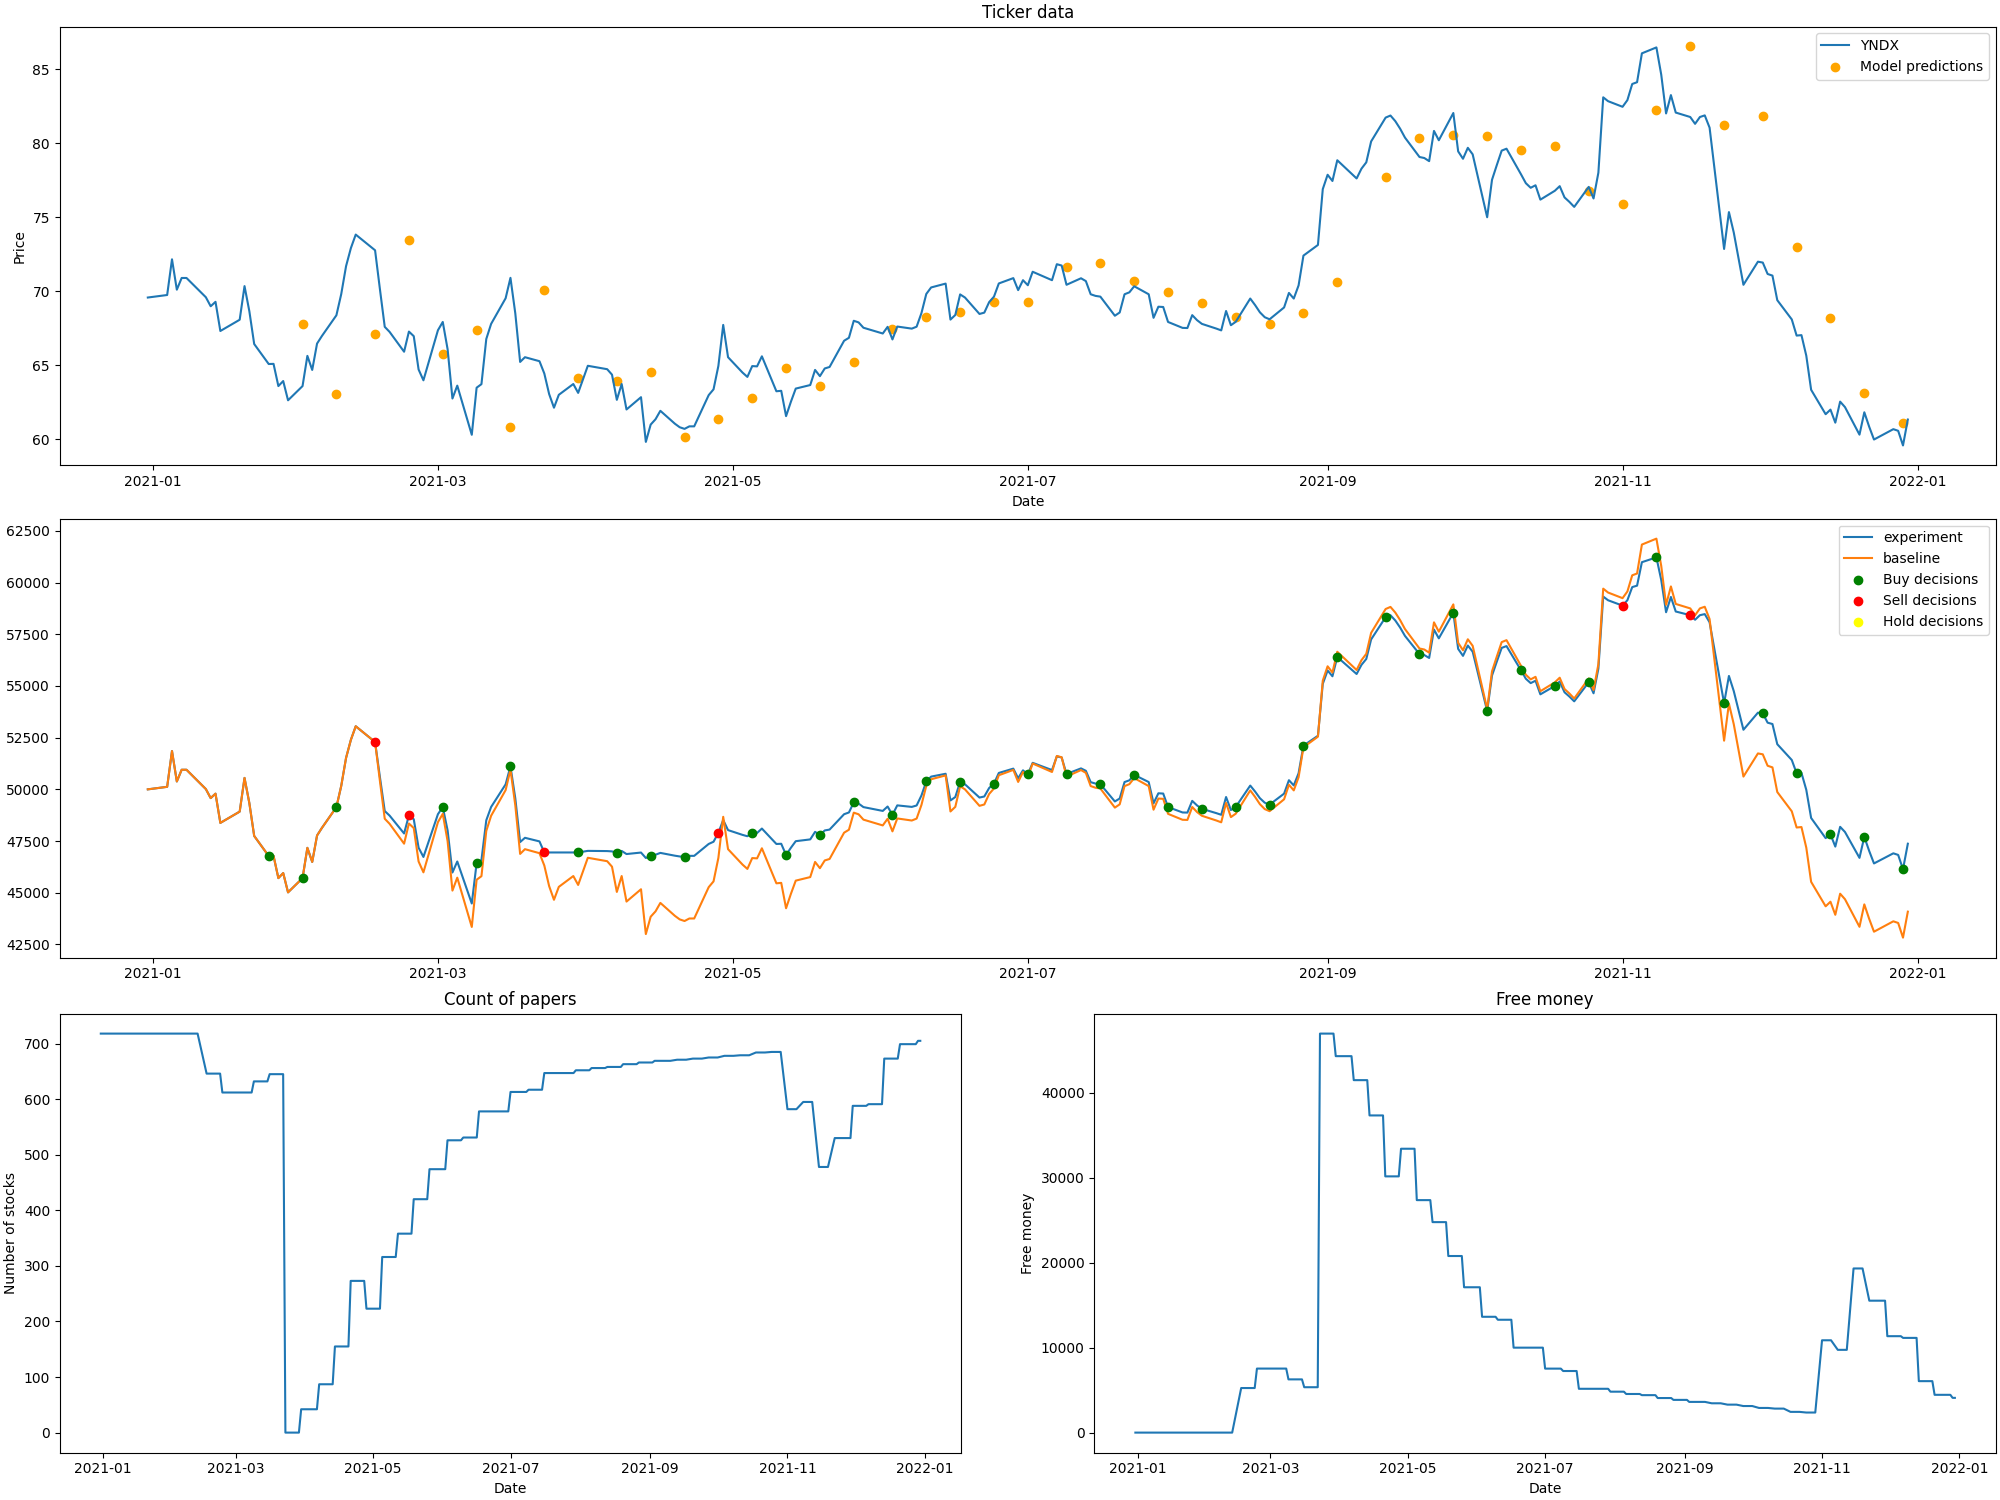 Ticker data
YNDX
Model predictions
85
80
75
70
65
60
Price
2021-01 2021-03 2021-05 2021-07 2021-09 2021-11 2022-01
Date
experiment
baseline
Buy decisions
Sell decisions
Hold decisions
62500
60000
57500
55000
52500
50000
47500
45000
42500
2021-01 2021-03 2021-05 2021-07 2021-09 2021-11 2022-01
Count of papers
700
600
500
400
300
200
100
0
Number of stocks
2021-01 2021-03 2021-05 2021-07 2021-09 2021-11 2022-01
Date
Free money
40000
30000
20000
10000
0
Free money
2021-01 2021-03 2021-05 2021-07 2021-09 2021-11 2022-01
Date